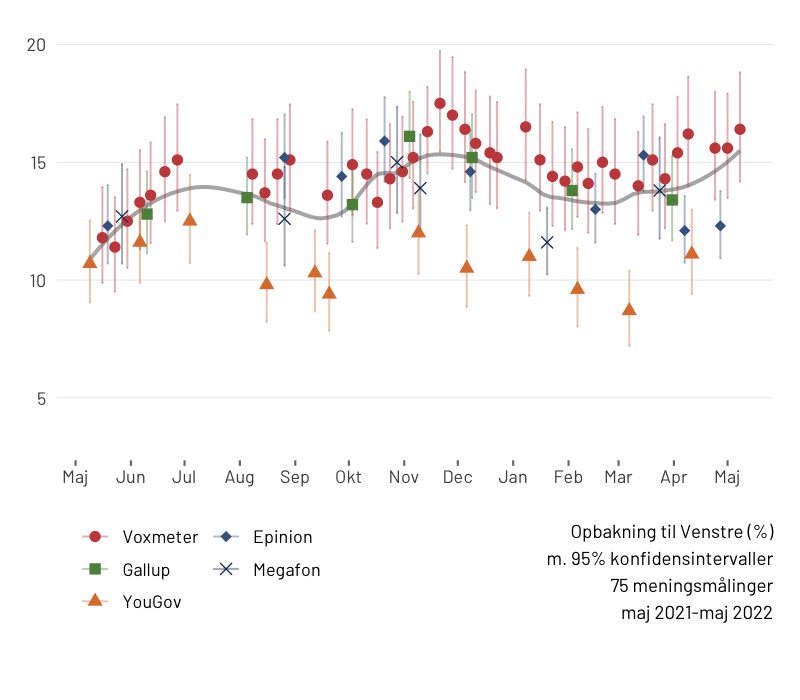 20
15
10
5
Maj Jun Jul Aug Sep Okt Nov Dec Jan Feb Mar Apr Maj
Voxmeter Epinion
Gallup Megafon
YouGov
Opbakning til Venstre (%)
m. 95% konfidensintervaller
75 meningsmålinger
maj 2021-maj 2022